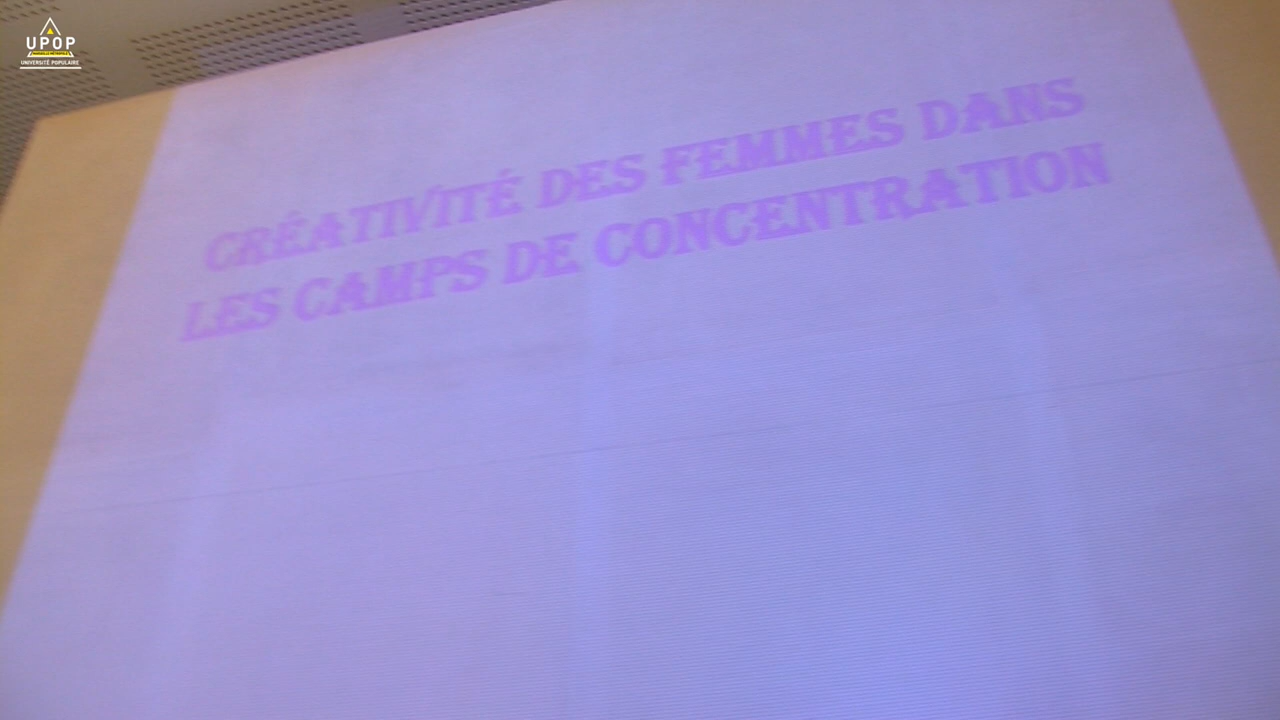 UPOP
UNIVERSITÉ POPULAIRE
CRÉATIVITÉ DES FEMMES DANS
LES CAMPS DE CONCENTRATION